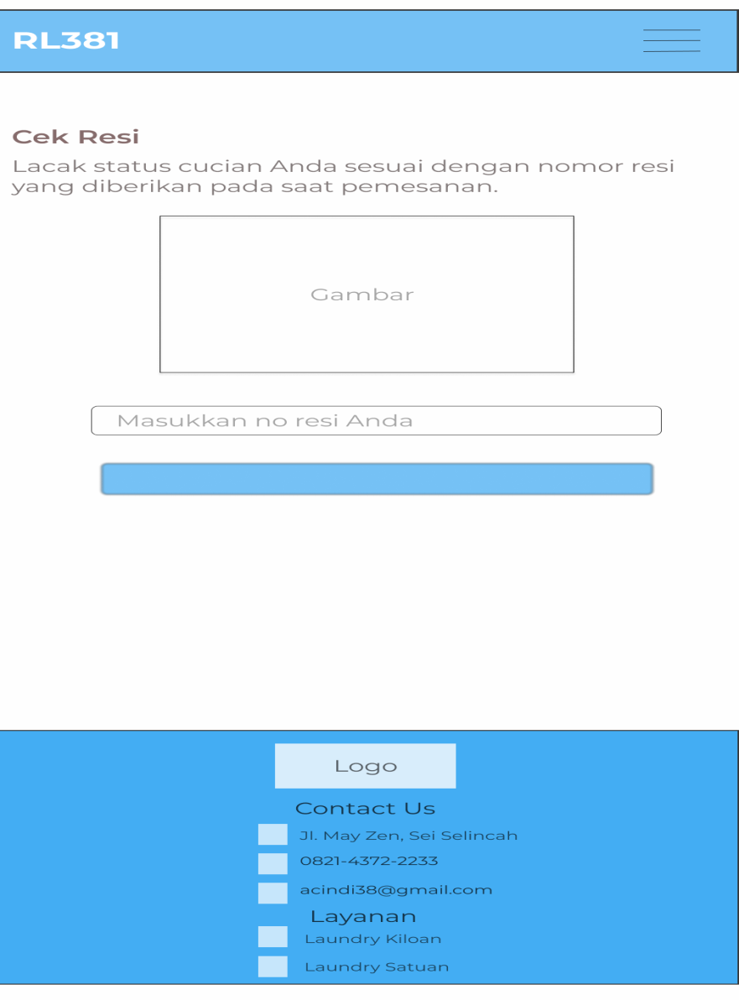 RL381
Cek Resi
Lacak status cucian Anda sesuai dengan nomor resi
yang diberikan pada saat pemesanan.
Gambar
Masukkan no resi Anda
Logo
Contact Us
Jl. May Zen, Sei Selincah
0821-4372-2233
acindi38@gmail.com
Layanan
Laundry Kiloan
Laundry Satuan